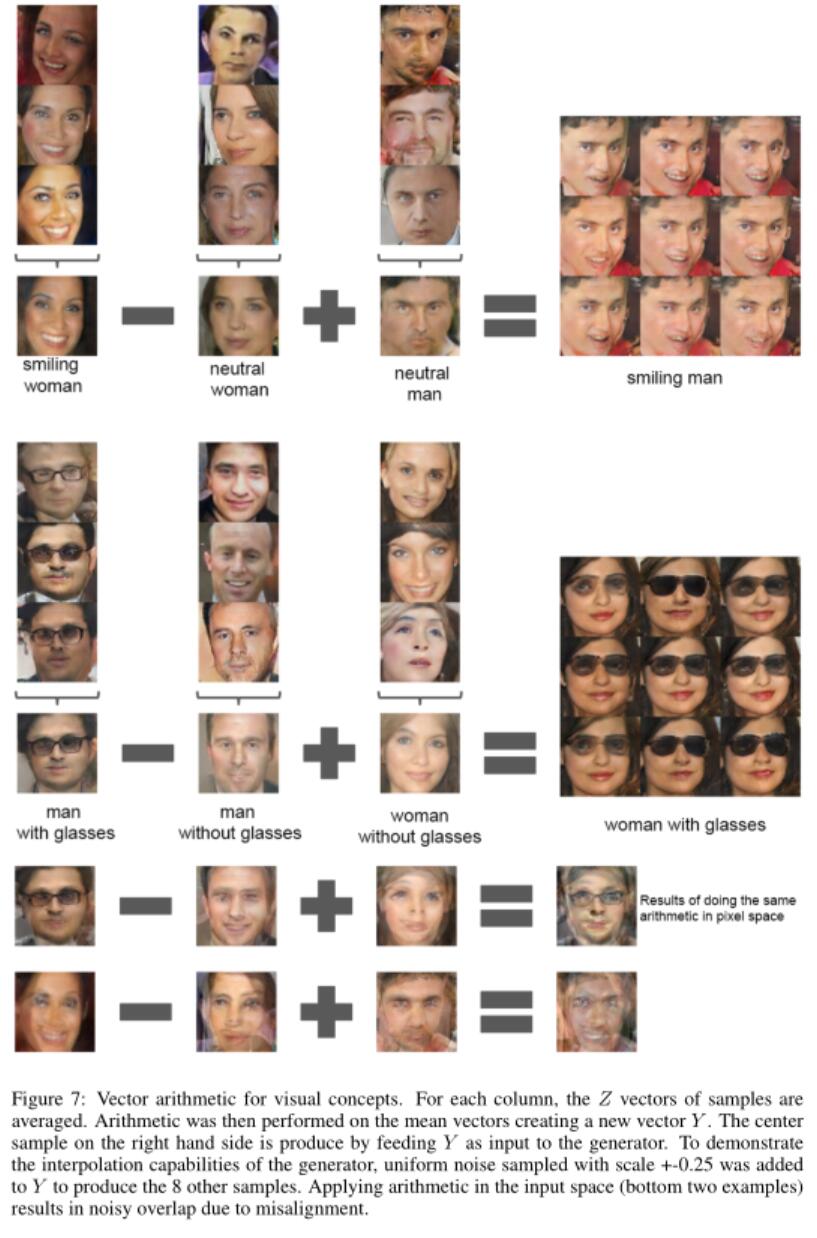 smiling
woman
neutral
woman
neutral
man
smiling man
man
with glasses
man
without glasses
woman
without glasses
woman with glasses
Results of doing the same
arithmetic in pixel space
Figure 7: Vector arithmetic for visual concepts. For each column, the Z vectors of samples are
averaged. Arithmetic was then performed on the mean vectors creating a new vector Y. The center
sample on the right hand side is produce by feeding Y as input to the generator. To demonstrate
the interpolation capabilities of the generator, uniform noise sampled with scale +-0.25 was added
to Y to produce the 8 other samples. Applying arithmetic in the input space (bottom two examples)
results in noisy overlap due to misalignment.